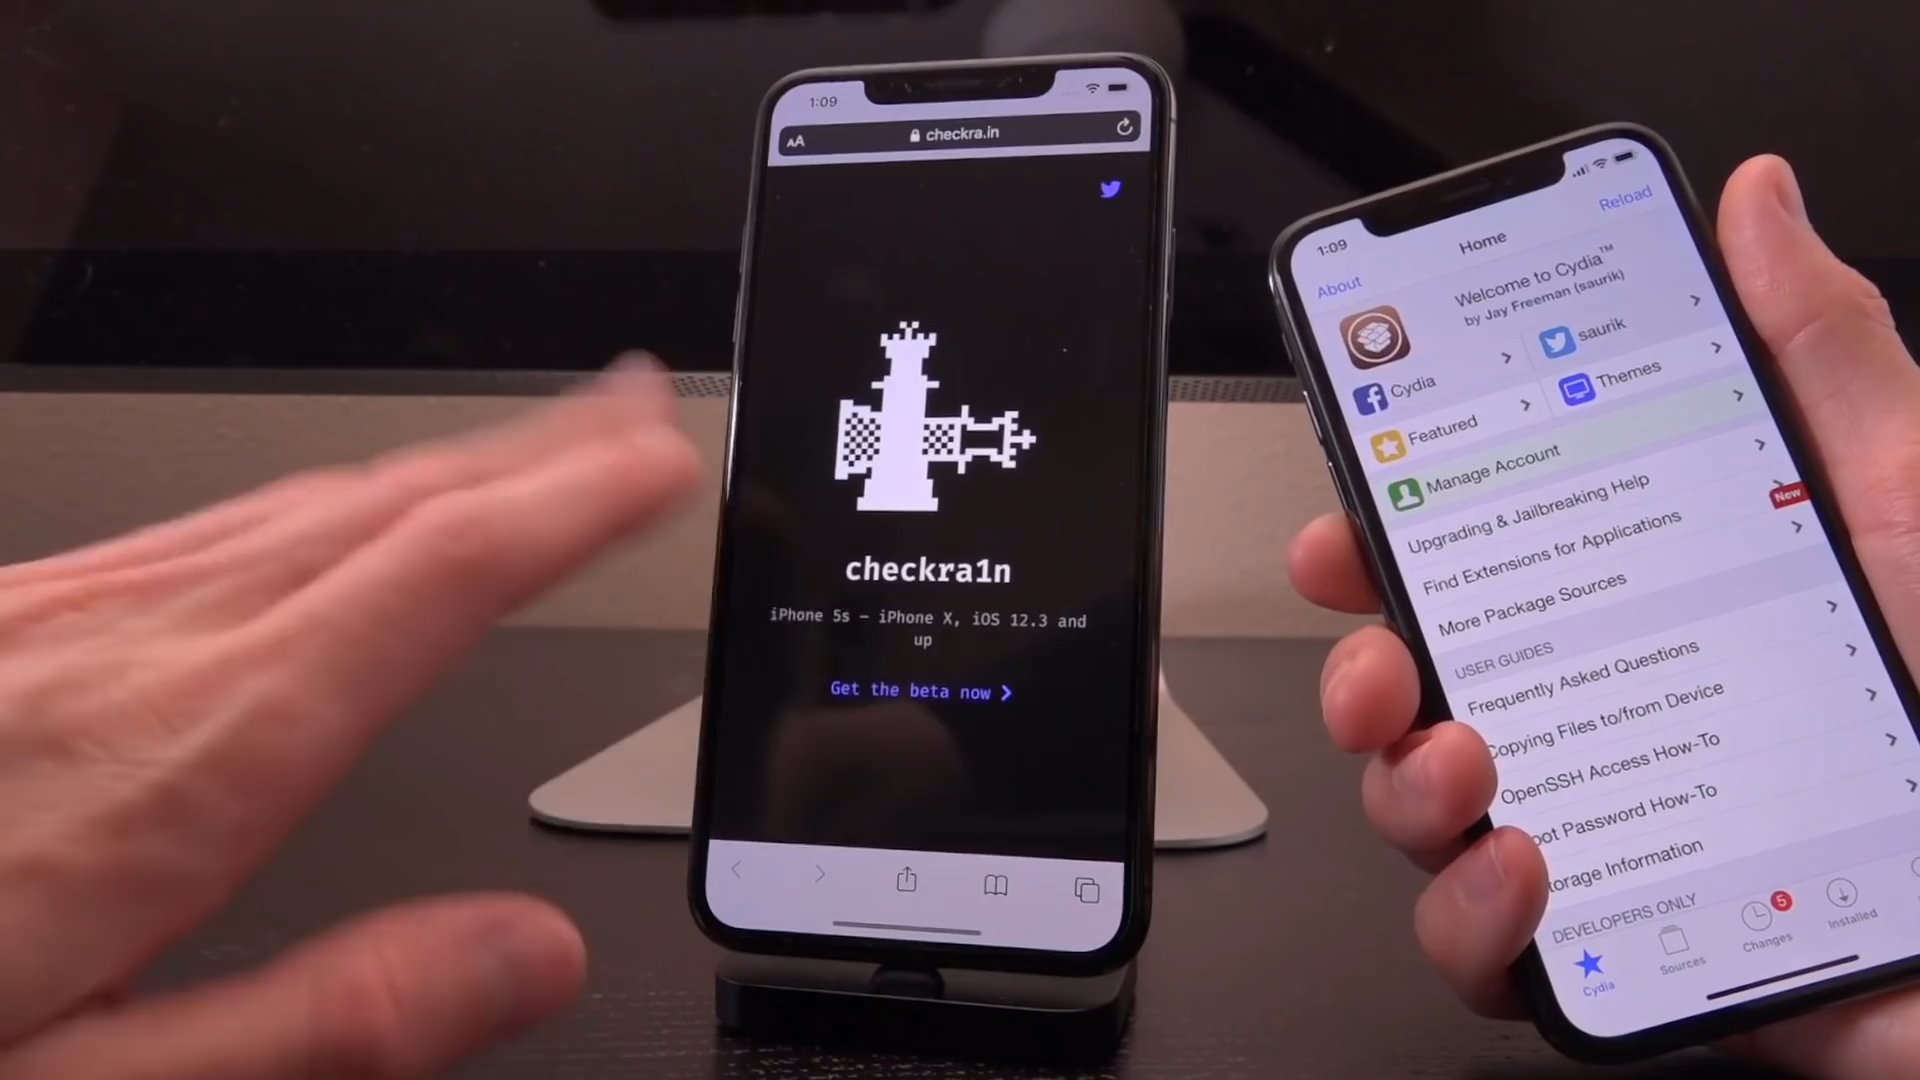 1:09
AA
checkra.in
checkra1n
iPhone 5s – iPhone X, iOS 12.3 and
up
Get the beta now
1:09
Reload
Home
About
Welcome to Cydia™
by Jay Freeman (saurik)
saurik
Cydia
Themes
Featured
Manage Account
Upgrading & Jailbreaking Help
New
Find Extensions for Applications
More Package Sources
USER GUIDES
Frequently Asked Questions
Copying Files to/from Device
OpenSSH Access How-To
oot Password How-To
torage Information
DEVELOPERS ONLY
Cydia
Sources
5
Changes
Installed